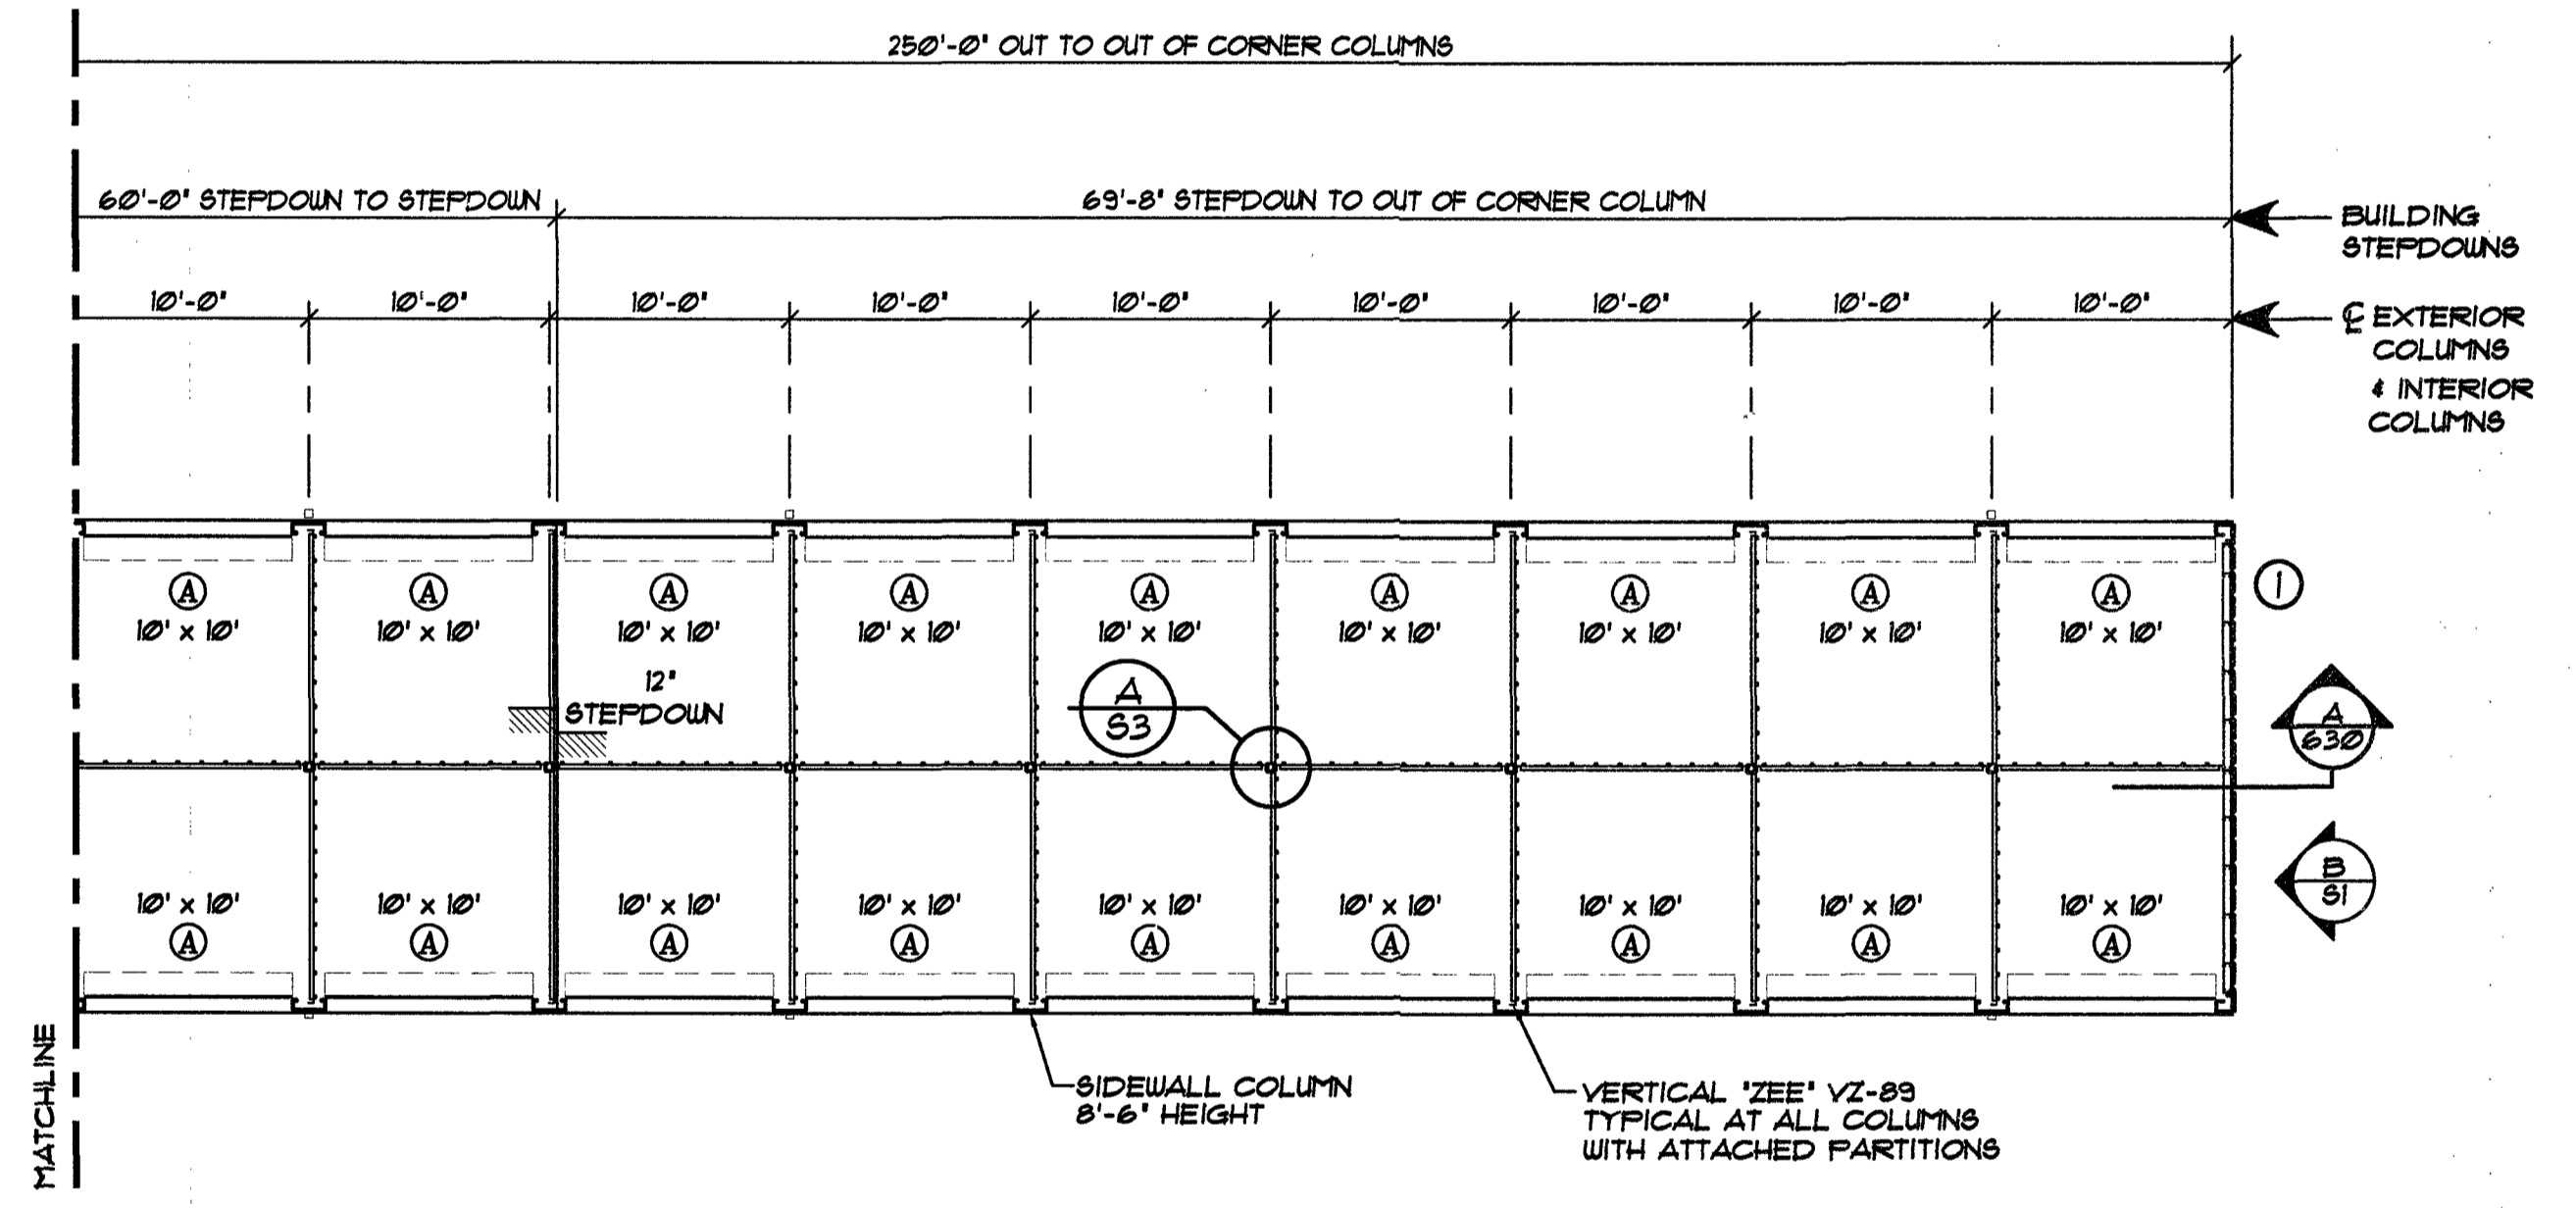 250'-0" OUT TO OUT OF CORNER COLUMNS
60'-0" STEPDOWN TO STEPDOWN
69'-8" STEPDOWN TO OUT OF CORNER COLUMN
BUILDING
STEPDOWNS
10'-0" 10'-0" 10'-0" 10'-0" 10'-0" 10'-0" 10'-0" 10'-0" 10'-0"
℄ EXTERIOR
COLUMNS
& INTERIOR
COLUMNS
A A A A A A A A A
1
10' x 10' 10' x 10' 10' x 10' 10' x 10' 10' x 10' 10' x 10' 10' x 10' 10' x 10' 10' x 10'
12"
STEPDOWN
A
S3
A
630
B
S1
10' x 10' 10' x 10' 10' x 10' 10' x 10' 10' x 10' 10' x 10' 10' x 10' 10' x 10' 10' x 10'
A A A A A A A A A
MATCHLINE
SIDEWALL COLUMN
8'-6" HEIGHT
VERTICAL "ZEE" VZ-89
TYPICAL AT ALL COLUMNS
WITH ATTACHED PARTITIONS